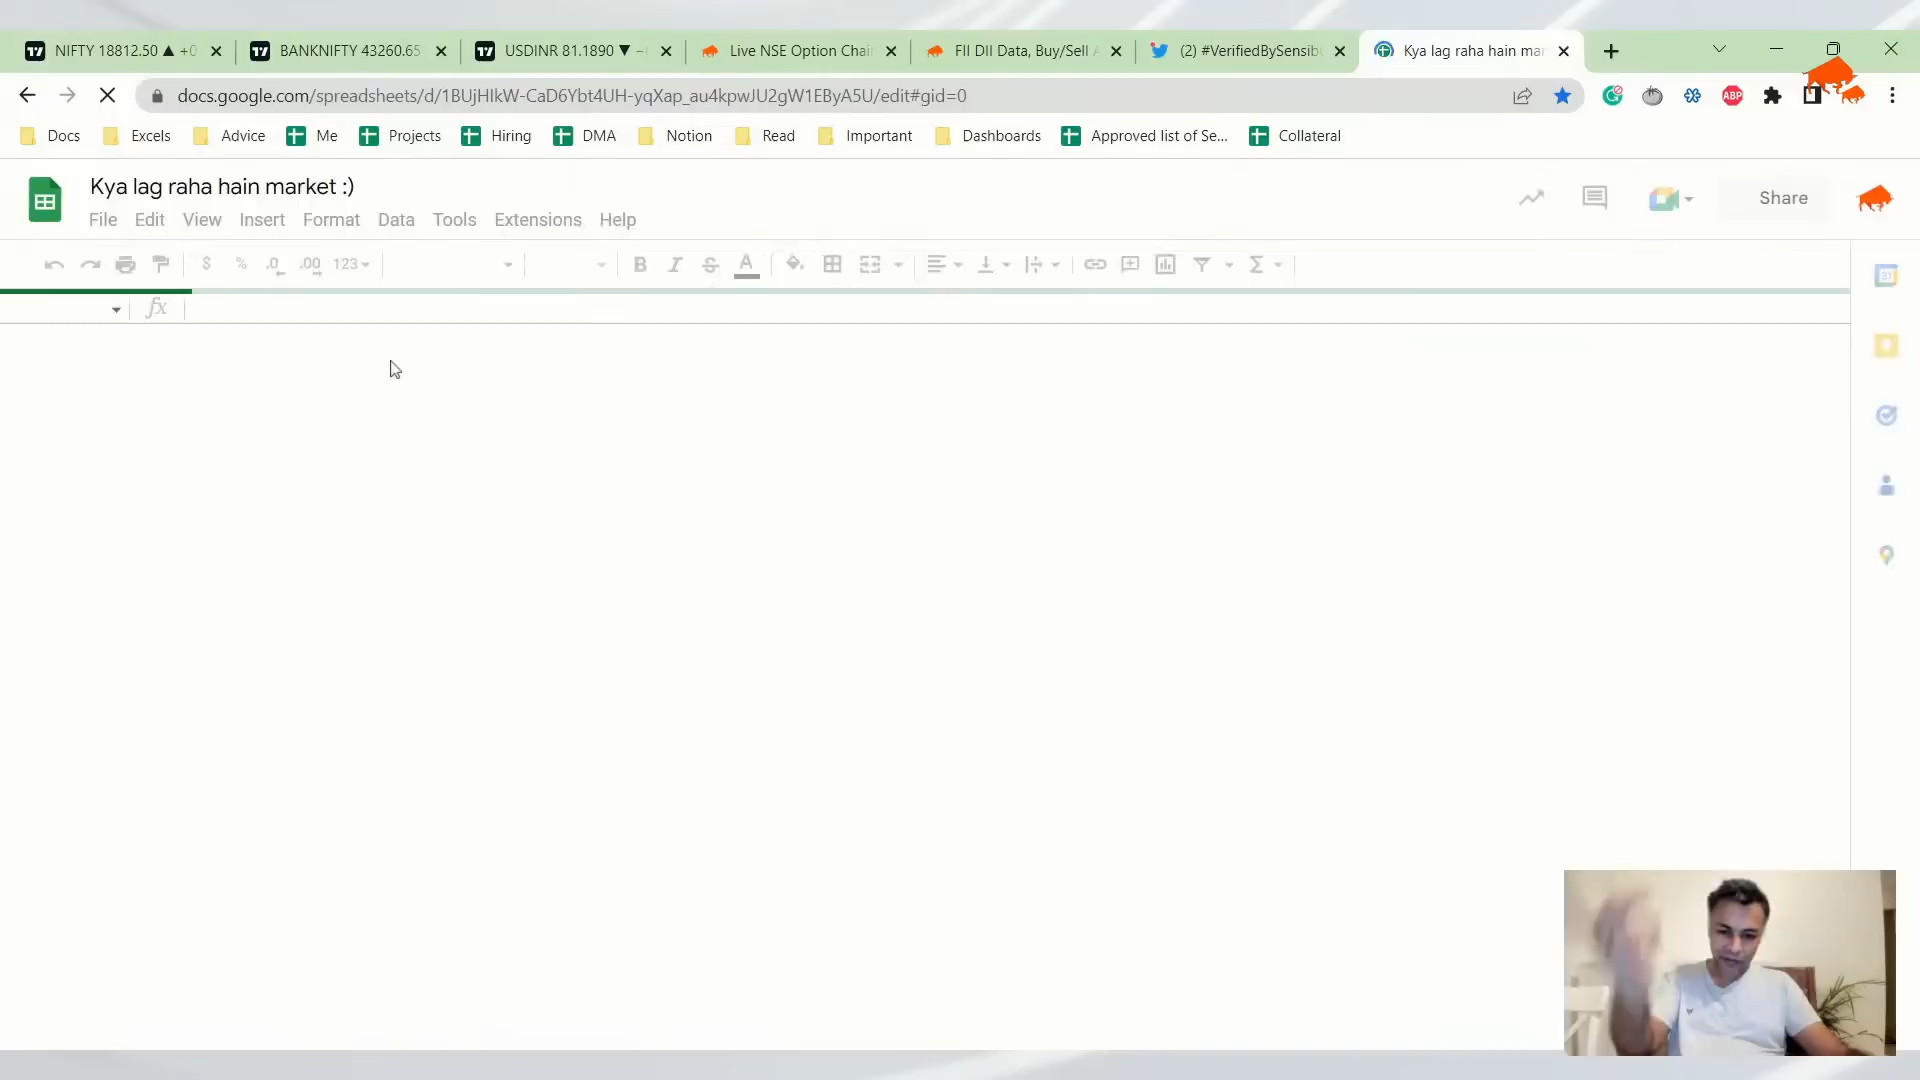 NIFTY 18812.50 ▲ +0
BANKNIFTY 43260.65
USDINR 81.1890 ▼ −
Live NSE Option Chai
FII DII Data, Buy/Sell A
(2) #VerifiedBySensibu
Kya lag raha hain mar
docs.google.com/spreadsheets/d/1BUjHIkW-CaD6Ybt4UH-yqXap_au4kpwJU2gW1EByA5U/edit#gid=0
ABP
Docs Excels Advice Me Projects Hiring DMA Notion Read Important Dashboards Approved list of Se... Collateral
Kya lag raha hain market :)
Share
File Edit View Insert Format Data Tools Extensions Help
$ % .0 .00 123 B I S A Σ
31
fx